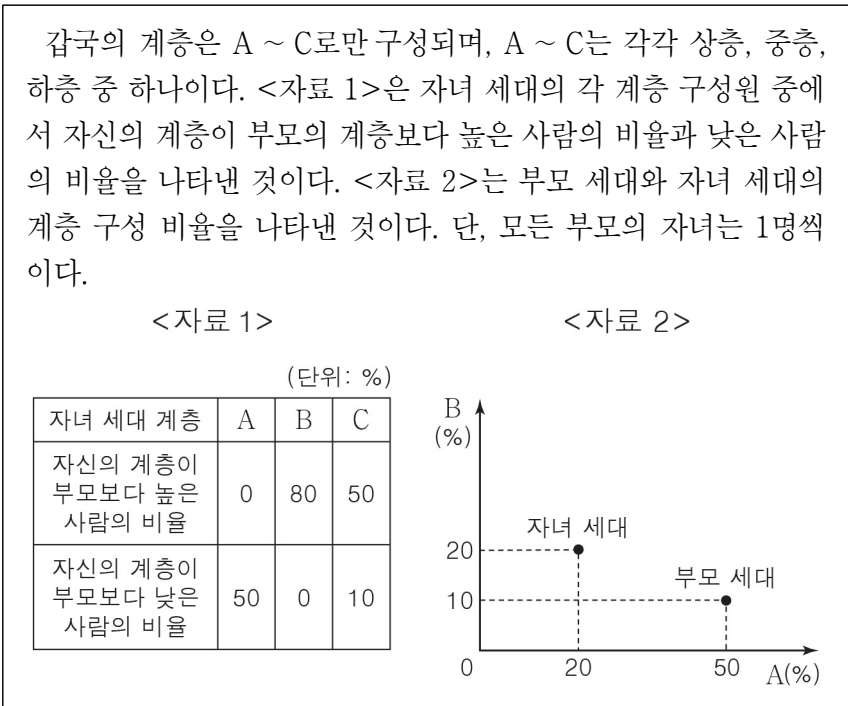 갑국의 계층은 A ~ C로만 구성되며, A ~ C는 각각 상층, 중층,
하층 중 하나이다. <자료 1>은 자녀 세대의 각 계층 구성원 중에
서 자신의 계층이 부모의 계층보다 높은 사람의 비율과 낮은 사람
의 비율을 나타낸 것이다. <자료 2>는 부모 세대와 자녀 세대의
계층 구성 비율을 나타낸 것이다. 단, 모든 부모의 자녀는 1명씩
이다.
<자료 1>
(단위: %)
자녀 세대 계층 A B C
자신의 계층이
부모보다 높은 0 80 50
사람의 비율
자신의 계층이
부모보다 낮은 50 0 10
사람의 비율
<자료 2>
B
(%)
자녀 세대
20
부모 세대
10
0 20 50 A(%)